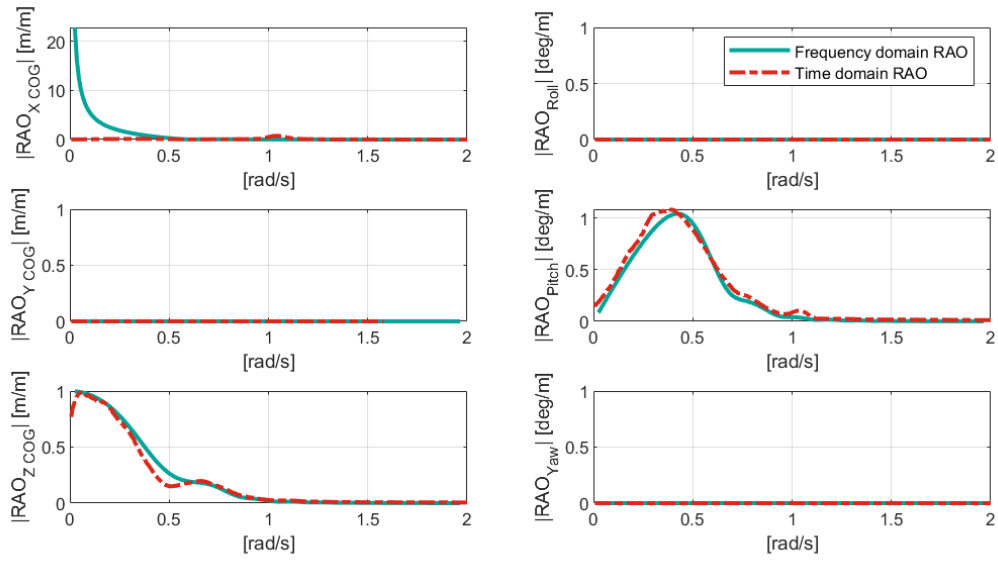 |RAO_X COG| [m/m]
20
10
0
0 0.5 1 1.5 2
[rad/s]
|RAO_Roll| [deg/m]
1
0.5
0
0 0.5 1 1.5 2
[rad/s]
Frequency domain RAO
Time domain RAO
|RAO_Y COG| [m/m]
1
0.5
0
0 0.5 1 1.5 2
[rad/s]
|RAO_Pitch| [deg/m]
1
0.5
0
0 0.5 1 1.5 2
[rad/s]
|RAO_Z COG| [m/m]
1
0.5
0
0 0.5 1 1.5 2
[rad/s]
|RAO_Yaw| [deg/m]
1
0.5
0
0 0.5 1 1.5 2
[rad/s]